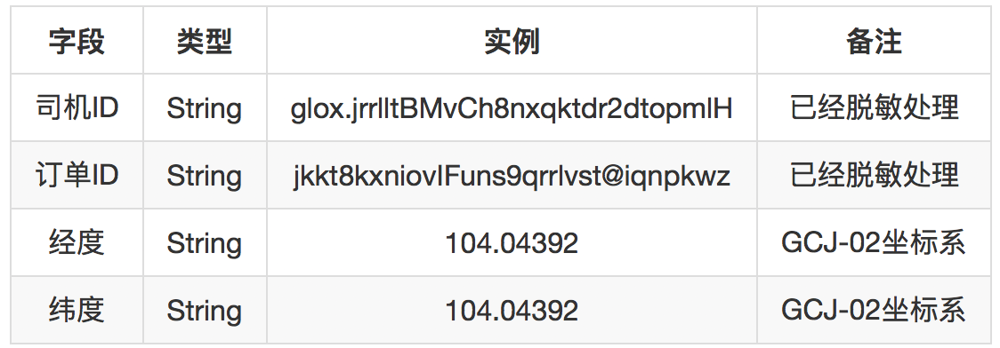 字段 类型 实例 备注
司机ID String glox.jrrlltBMvCh8nxqktdr2dtopmlH 已经脱敏处理
订单ID String jkkt8kxniovIFuns9qrrlvst@iqnpkwz 已经脱敏处理
经度 String 104.04392 GCJ-02坐标系
纬度 String 104.04392 GCJ-02坐标系